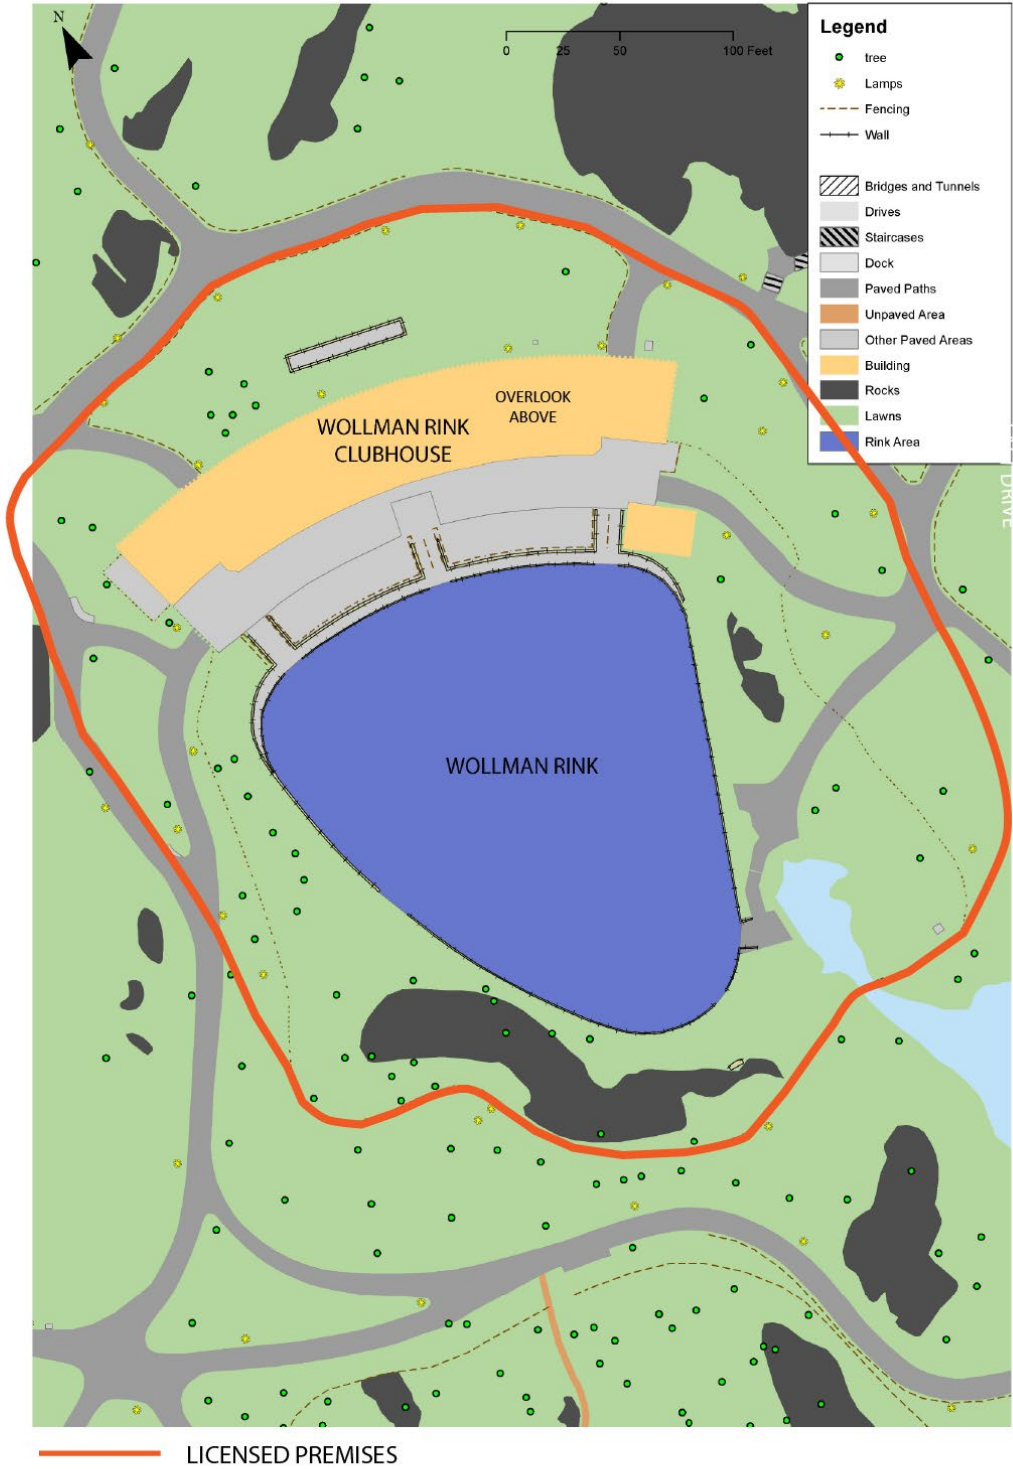 N
0 25 50 100 Feet
Legend
tree
Lamps
Fencing
Wall
Bridges and Tunnels
Drives
Staircases
Dock
Paved Paths
Unpaved Area
Other Paved Areas
Building
Rocks
Lawns
Rink Area
OVERLOOK
ABOVE
WOLLMAN RINK
CLUBHOUSE
DRIVE
WOLLMAN RINK
LICENSED PREMISES